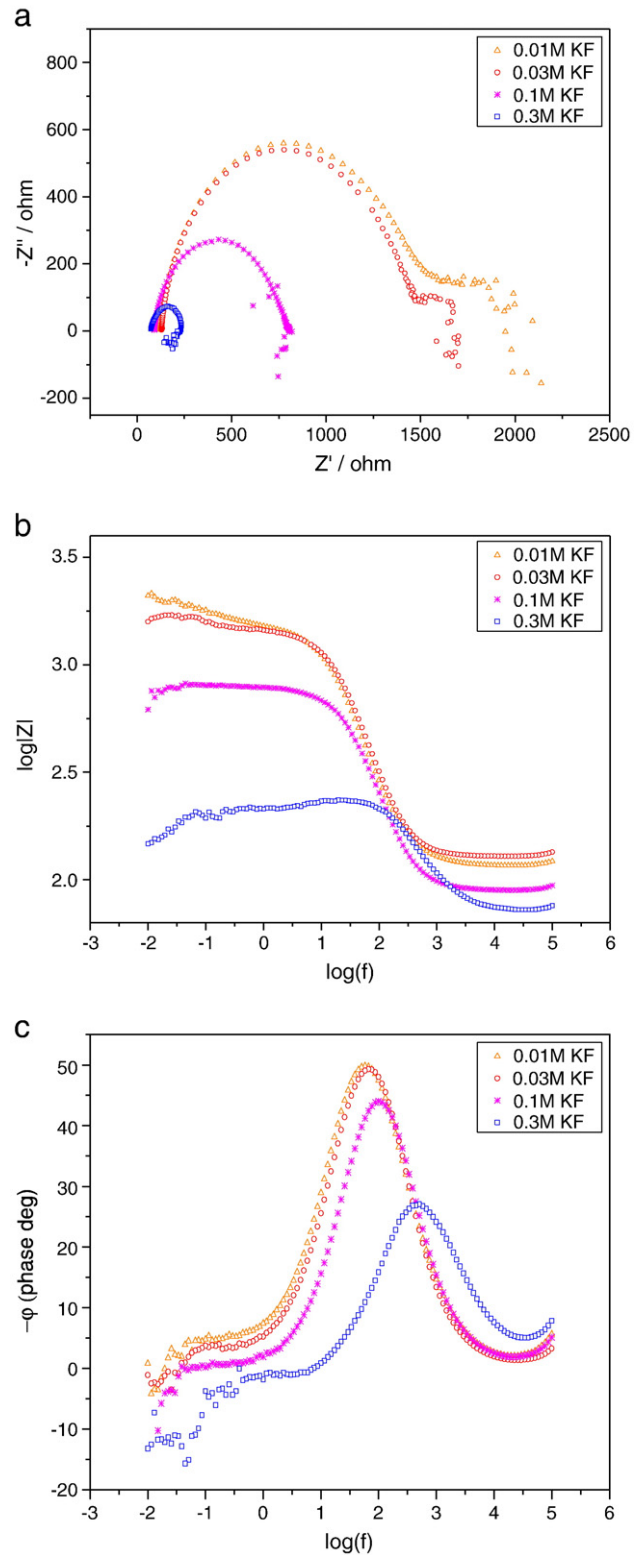 a
800
600
400
200
0
-200
-Z" / ohm
0 500 1000 1500 2000 2500
Z' / ohm
0.01M KF
0.03M KF
0.1M KF
0.3M KF
b
3.5
3.0
2.5
2.0
log|Z|
-3 -2 -1 0 1 2 3 4 5 6
log(f)
0.01M KF
0.03M KF
0.1M KF
0.3M KF
c
50
40
30
20
10
0
-10
-20
−φ (phase deg)
-3 -2 -1 0 1 2 3 4 5 6
log(f)
0.01M KF
0.03M KF
0.1M KF
0.3M KF